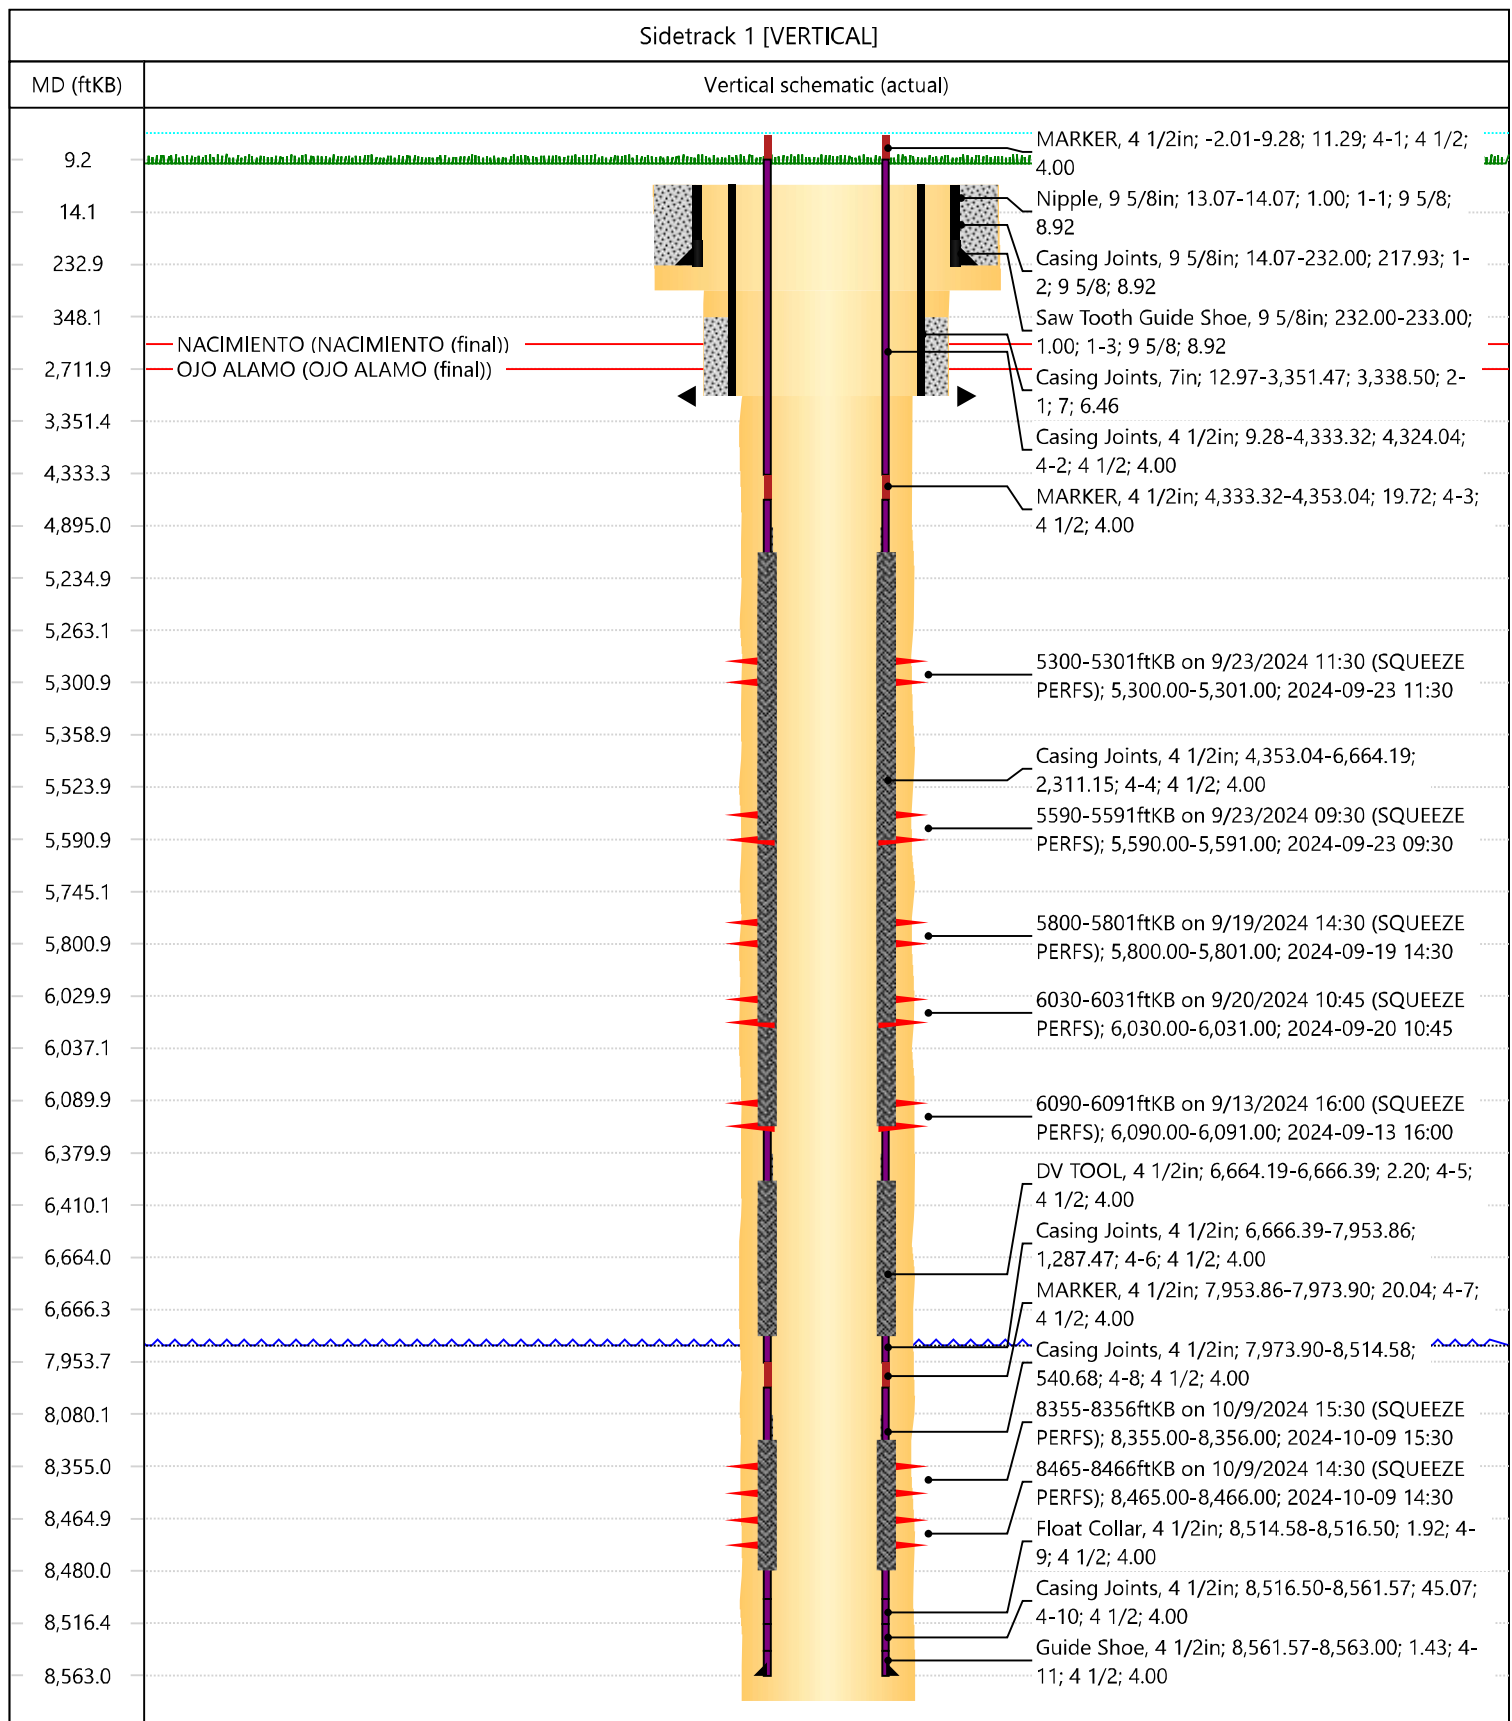 Sidetrack 1 [VERTICAL]
MD (ftKB)
Vertical schematic (actual)
9.2
14.1
232.9
348.1
2,711.9
3,351.4
4,333.3
4,895.0
5,234.9
5,263.1
5,300.9
5,358.9
5,523.9
5,590.9
5,745.1
5,800.9
6,029.9
6,037.1
6,089.9
6,379.9
6,410.1
6,664.0
6,666.3
7,953.7
8,080.1
8,355.0
8,464.9
8,480.0
8,516.4
8,563.0
NACIMIENTO (NACIMIENTO (final))
OJO ALAMO (OJO ALAMO (final))
MARKER, 4 1/2in; -2.01-9.28; 11.29; 4-1; 4 1/2;
4.00
Nipple, 9 5/8in; 13.07-14.07; 1.00; 1-1; 9 5/8;
8.92
Casing Joints, 9 5/8in; 14.07-232.00; 217.93; 1-
2; 9 5/8; 8.92
Saw Tooth Guide Shoe, 9 5/8in; 232.00-233.00;
1.00; 1-3; 9 5/8; 8.92
Casing Joints, 7in; 12.97-3,351.47; 3,338.50; 2-
1; 7; 6.46
Casing Joints, 4 1/2in; 9.28-4,333.32; 4,324.04;
4-2; 4 1/2; 4.00
MARKER, 4 1/2in; 4,333.32-4,353.04; 19.72; 4-3;
4 1/2; 4.00
5300-5301ftKB on 9/23/2024 11:30 (SQUEEZE
PERFS); 5,300.00-5,301.00; 2024-09-23 11:30
Casing Joints, 4 1/2in; 4,353.04-6,664.19;
2,311.15; 4-4; 4 1/2; 4.00
5590-5591ftKB on 9/23/2024 09:30 (SQUEEZE
PERFS); 5,590.00-5,591.00; 2024-09-23 09:30
5800-5801ftKB on 9/19/2024 14:30 (SQUEEZE
PERFS); 5,800.00-5,801.00; 2024-09-19 14:30
6030-6031ftKB on 9/20/2024 10:45 (SQUEEZE
PERFS); 6,030.00-6,031.00; 2024-09-20 10:45
6090-6091ftKB on 9/13/2024 16:00 (SQUEEZE
PERFS); 6,090.00-6,091.00; 2024-09-13 16:00
DV TOOL, 4 1/2in; 6,664.19-6,666.39; 2.20; 4-5;
4 1/2; 4.00
Casing Joints, 4 1/2in; 6,666.39-7,953.86;
1,287.47; 4-6; 4 1/2; 4.00
MARKER, 4 1/2in; 7,953.86-7,973.90; 20.04; 4-7;
4 1/2; 4.00
Casing Joints, 4 1/2in; 7,973.90-8,514.58;
540.68; 4-8; 4 1/2; 4.00
8355-8356ftKB on 10/9/2024 15:30 (SQUEEZE
PERFS); 8,355.00-8,356.00; 2024-10-09 15:30
8465-8466ftKB on 10/9/2024 14:30 (SQUEEZE
PERFS); 8,465.00-8,466.00; 2024-10-09 14:30
Float Collar, 4 1/2in; 8,514.58-8,516.50; 1.92; 4-
9; 4 1/2; 4.00
Casing Joints, 4 1/2in; 8,516.50-8,561.57; 45.07;
4-10; 4 1/2; 4.00
Guide Shoe, 4 1/2in; 8,561.57-8,563.00; 1.43; 4-
11; 4 1/2; 4.00